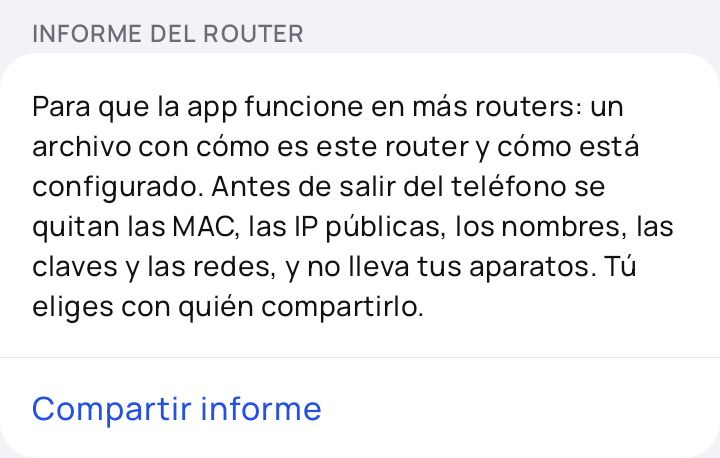 INFORME DEL ROUTER
Para que la app funcione en más routers: un
archivo con cómo es este router y cómo está
configurado. Antes de salir del teléfono se
quitan las MAC, las IP públicas, los nombres, las
claves y las redes, y no lleva tus aparatos. Tú
eliges con quién compartirlo.
Compartir informe